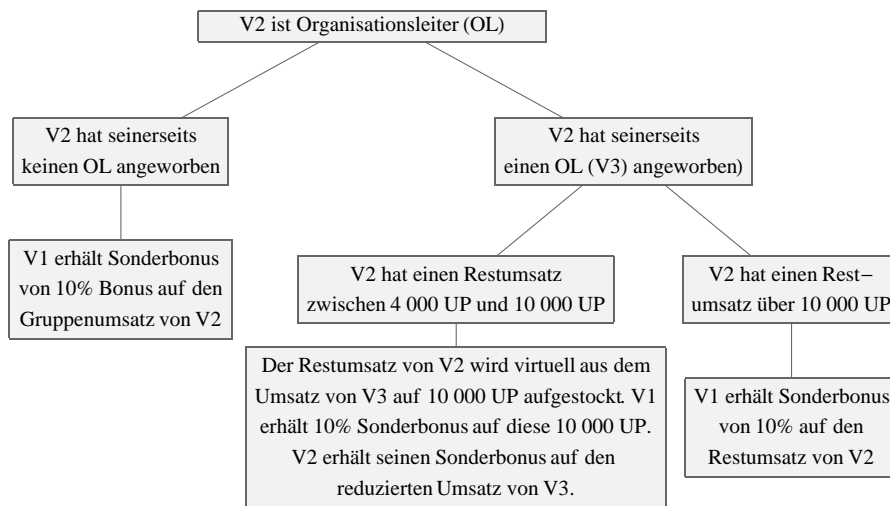 V2 ist Organisationsleiter (OL)
V2 hat seinerseits
keinen OL angeworben
V2 hat seinerseits
einen OL (V3) angeworben)
V1 erhält Sonderbonus
von 10% Bonus auf den
Gruppenumsatz von V2
V2 hat einen Restumsatz
zwischen 4 000 UP und 10 000 UP
V2 hat einen Rest−
umsatz über 10 000 UP
Der Restumsatz von V2 wird virtuell aus dem
Umsatz von V3 auf 10 000 UP aufgestockt. V1
erhält 10% Sonderbonus auf diese 10 000 UP.
V2 erhält seinen Sonderbonus auf den
reduzierten Umsatz von V3.
V1 erhält Sonderbonus
von 10% auf den
Restumsatz von V2